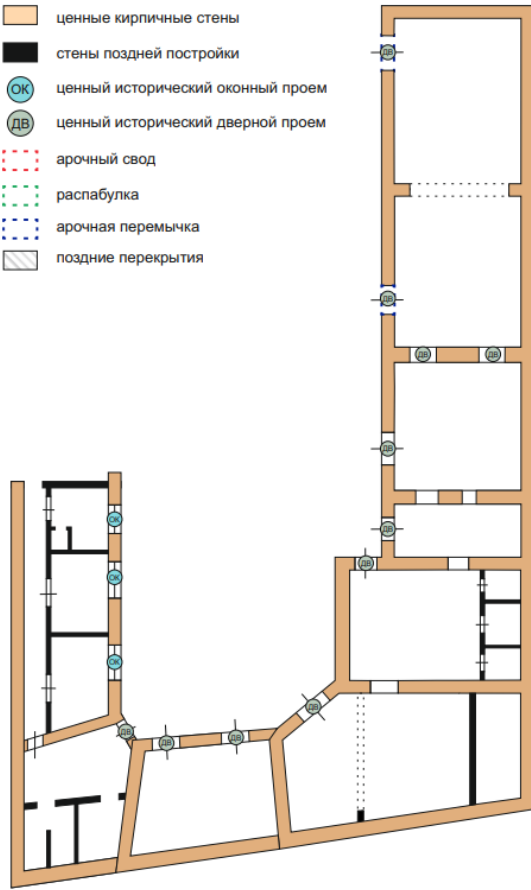 ценные кирпичные стены
стены поздней постройки
ОК ценный исторический оконный проем
ДВ ценный исторический дверной проем
арочный свод
распабулка
арочная перемычка
поздние перекрытия
ДВ
ДВ
ДВ ДВ
ДВ
ОК
ДВ
ДВ
ОК
ОК
ДВ
ДВ
ДВ
ДВ